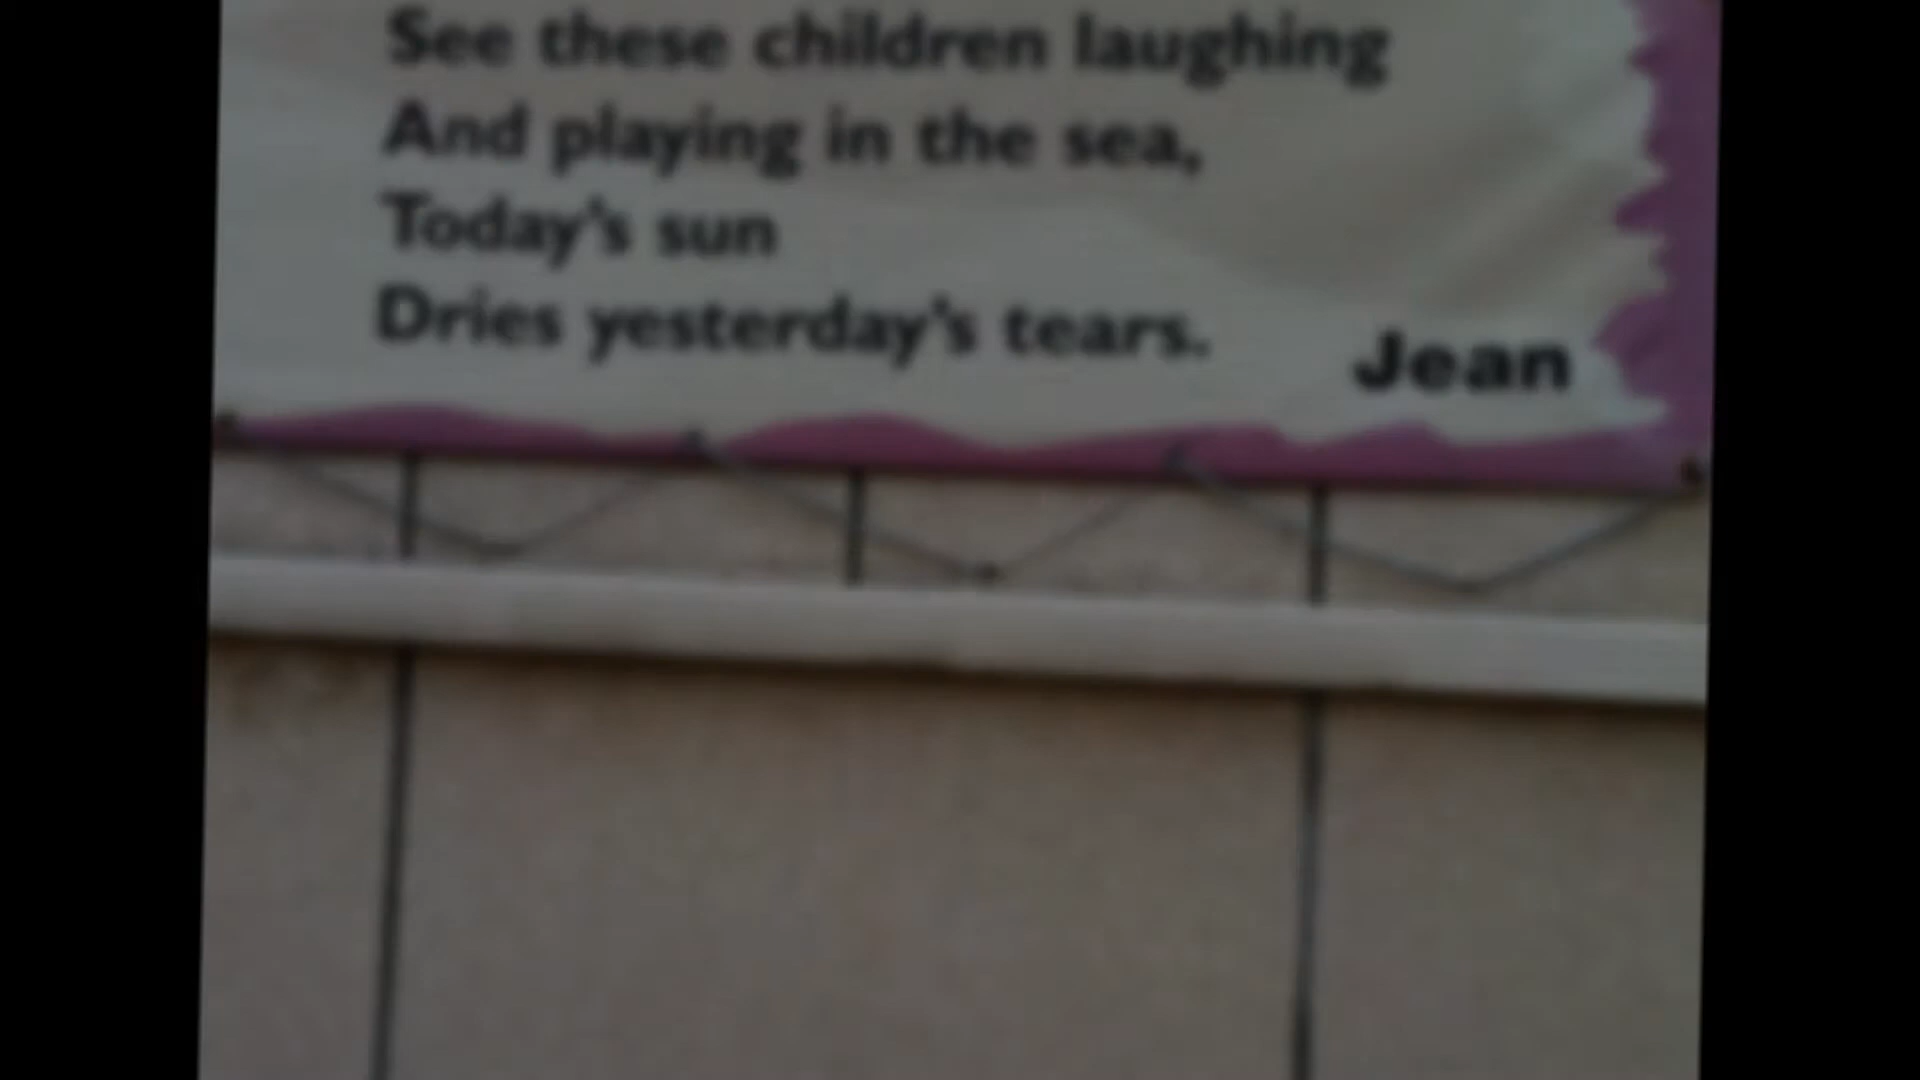 See these children laughing
And playing in the sea,
Today's sun
Dries yesterday's tears.
Jean